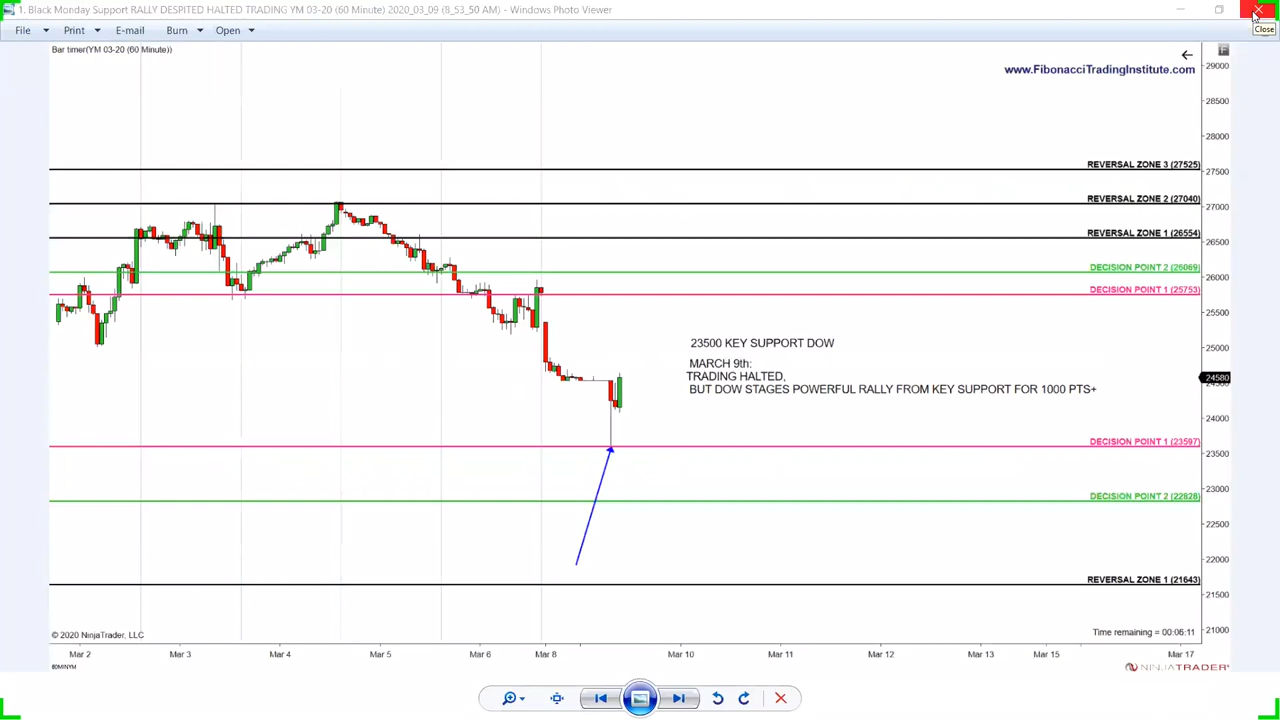 1. Black Monday Support RALLY DESPITED HALTED TRADING YM 03-20 (60 Minute) 2020_03_09 (8_53_50 AM) - Windows Photo Viewer
File Print E-mail Burn Open
Close
Bar timer(YM 03-20 (60 Minute))
F
www.FibonacciTradingInstitute.com
29000
28500
28000
REVERSAL ZONE 3 (27525)
27500
REVERSAL ZONE 2 (27040)
27000
REVERSAL ZONE 1 (26554)
26500
DECISION POINT 2 (26069)
26000
DECISION POINT 1 (25753)
25500
23500 KEY SUPPORT DOW
25000
MARCH 9th:
TRADING HALTED,
24580
24500
BUT DOW STAGES POWERFUL RALLY FROM KEY SUPPORT FOR 1000 PTS+
24000
DECISION POINT 1 (23597)
23500
DECISION POINT 2 (22828)
23000
22500
22000
REVERSAL ZONE 1 (21643)
21500
21000
© 2020 NinjaTrader, LLC
Time remaining = 00:06:11
Mar 2 Mar 3 Mar 4 Mar 5 Mar 6 Mar 8 Mar 10 Mar 11 Mar 12 Mar 13 Mar 15 Mar 17
60MINYM
NINJATRADER